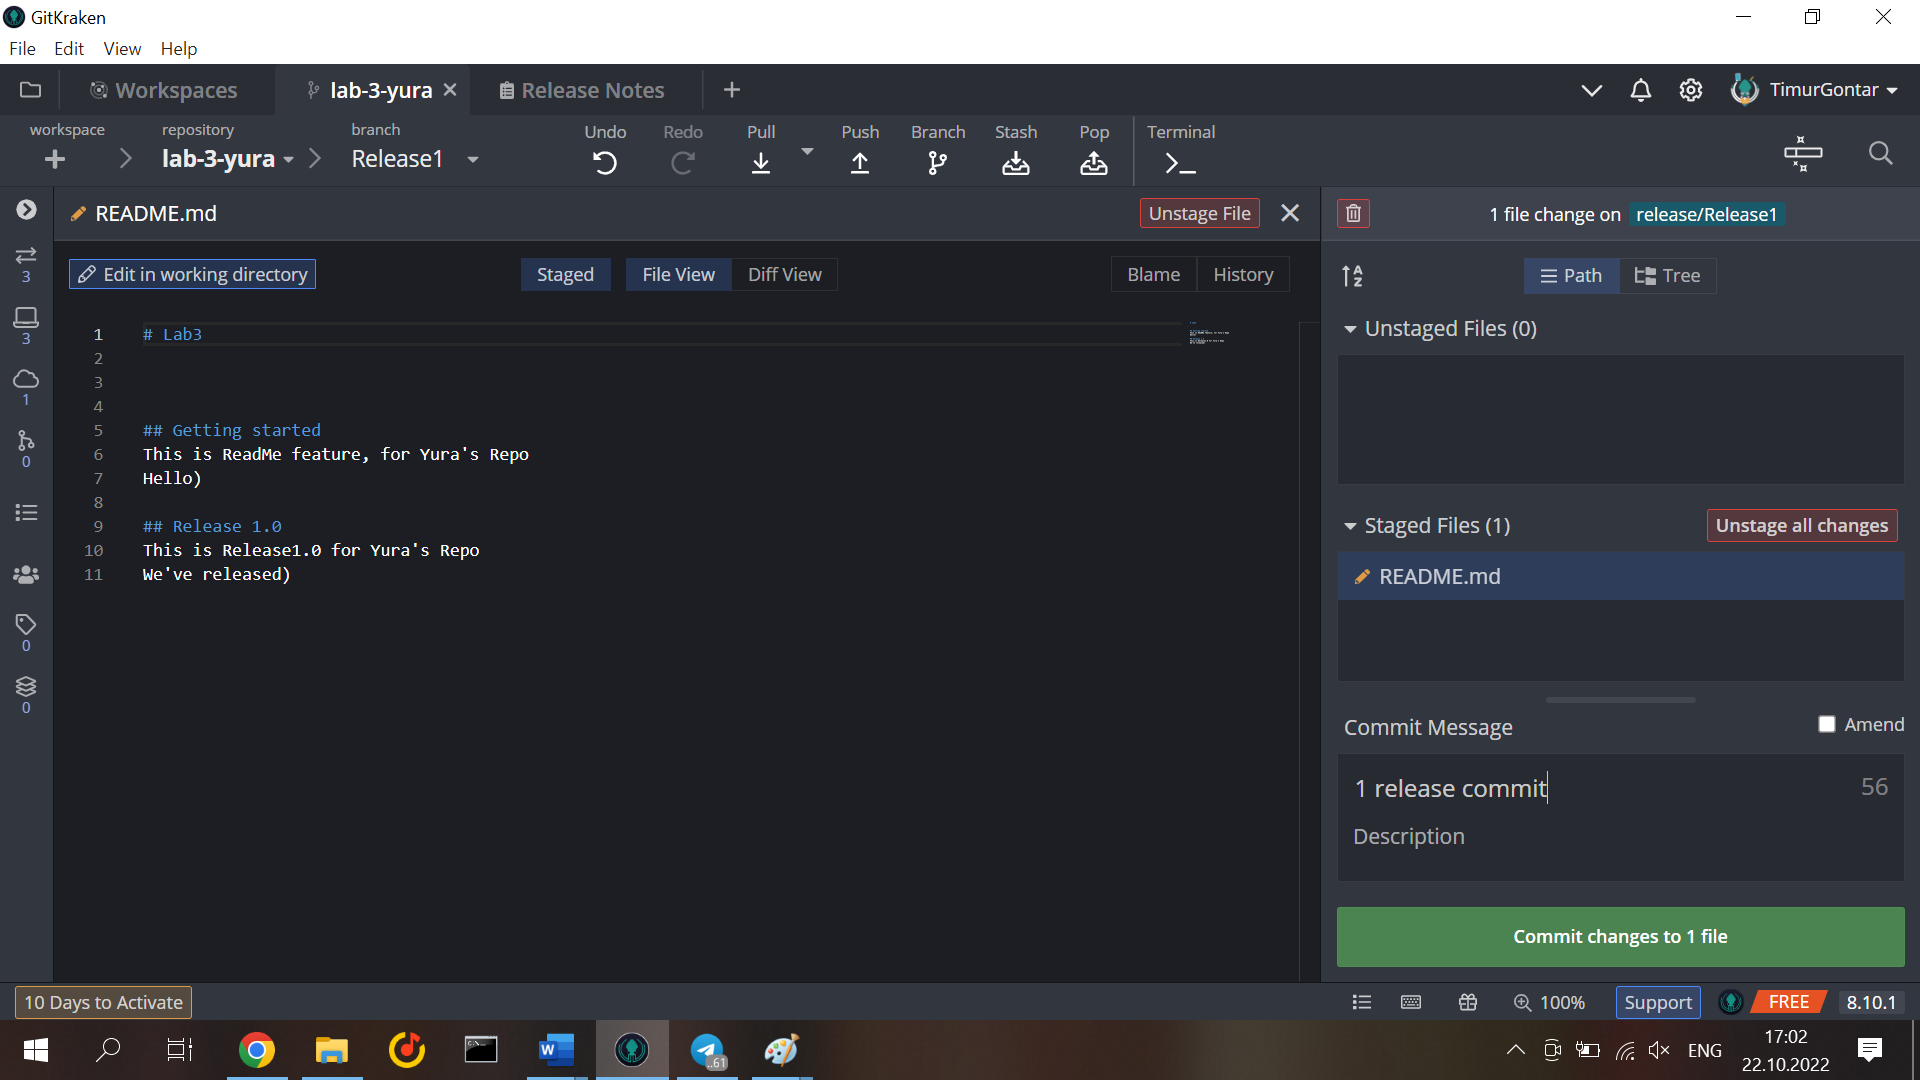 GitKraken
File Edit View Help
Workspaces lab-3-yura Release Notes TimurGontar
workspace repository branch Undo Redo Pull Push Branch Stash Pop Terminal
lab-3-yura Release1
README.md Unstage File 1 file change on release/Release1
Edit in working directory Staged File View Diff View Blame History Path Tree
Unstaged Files (0)
1 # Lab3
2
3
4
5 ## Getting started
6 This is ReadMe feature, for Yura's Repo
7 Hello)
8
9 ## Release 1.0
10 This is Release1.0 for Yura's Repo
11 We've released)
3
3
1
0
0
0
Staged Files (1) Unstage all changes
README.md
Commit Message Amend
1 release commit 56
Description
Commit changes to 1 file
10 Days to Activate 100% Support FREE 8.10.1
61 ENG 17:02
22.10.2022